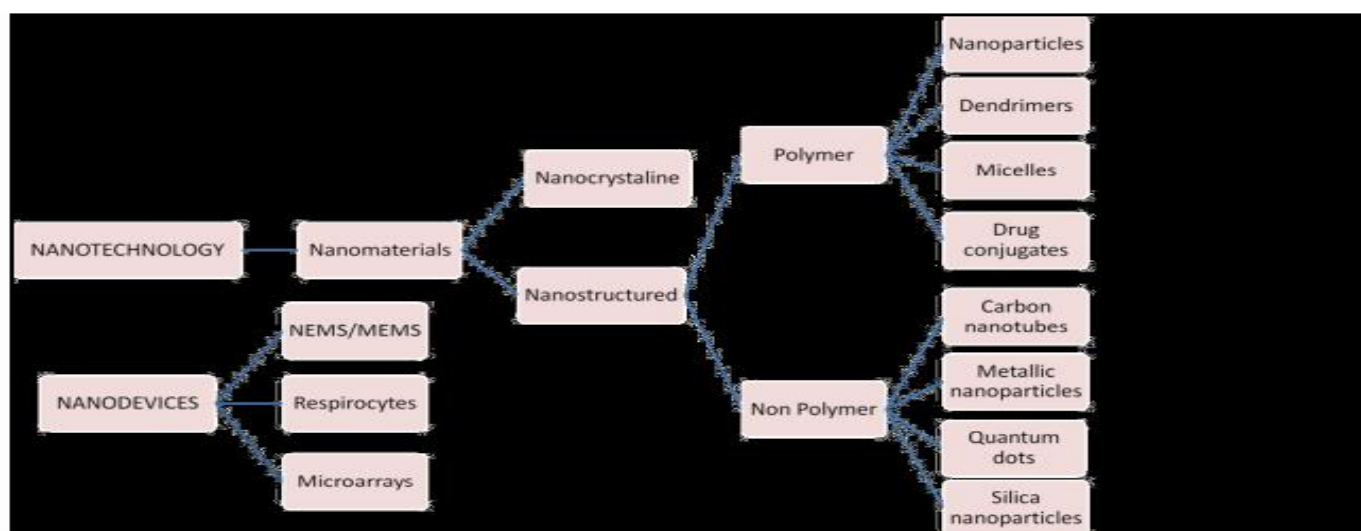 NANOTECHNOLOGY
Nanomaterials
Nanocrystaline
Nanostructured
Polymer
Nanoparticles
Dendrimers
Micelles
Drug
conjugates
Non Polymer
Carbon
nanotubes
Metallic
nanoparticles
Quantum
dots
Silica
nanoparticles
NANODEVICES
NEMS/MEMS
Respirocytes
Microarrays